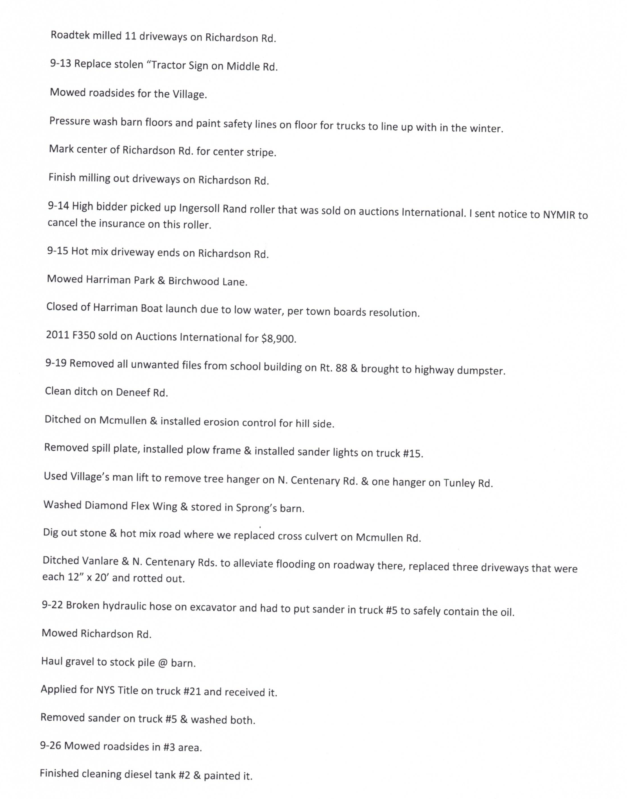 Roadtek milled 11 driveways on Richardson Rd.
9-13 Replace stolen “Tractor Sign on Middle Rd.
Mowed roadsides for the Village.
Pressure wash barn floors and paint safety lines on floor for trucks to line up with in the winter.
Mark center of Richardson Rd. for center stripe.
Finish milling out driveways on Richardson Rd.
9-14 High bidder picked up Ingersoll Rand roller that was sold on auctions International. I sent notice to NYMIR to
cancel the insurance on this roller.
9-15 Hot mix driveway ends on Richardson Rd.
Mowed Harriman Park & Birchwood Lane.
Closed of Harriman Boat launch due to low water, per town boards resolution.
2011 F350 sold on Auctions International for $8,900.
9-19 Removed all unwanted files from school building on Rt. 88 & brought to highway dumpster.
Clean ditch on Deneef Rd.
Ditched on Mcmullen & installed erosion control for hill side.
Removed spill plate, installed plow frame & installed sander lights on truck #15.
Used Village’s man lift to remove tree hanger on N. Centenary Rd. & one hanger on Tunley Rd.
Washed Diamond Flex Wing & stored in Sprong’s barn.
Dig out stone & hot mix road where we replaced cross culvert on Mcmullen Rd.
Ditched Vanlare & N. Centenary Rds. to alleviate flooding on roadway there, replaced three driveways that were
each 12” x 20’ and rotted out.
9-22 Broken hydraulic hose on excavator and had to put sander in truck #5 to safely contain the oil.
Mowed Richardson Rd.
Haul gravel to stock pile @ barn.
Applied for NYS Title on truck #21 and received it.
Removed sander on truck #5 & washed both.
9-26 Mowed roadsides in #3 area.
Finished cleaning diesel tank #2 & painted it.